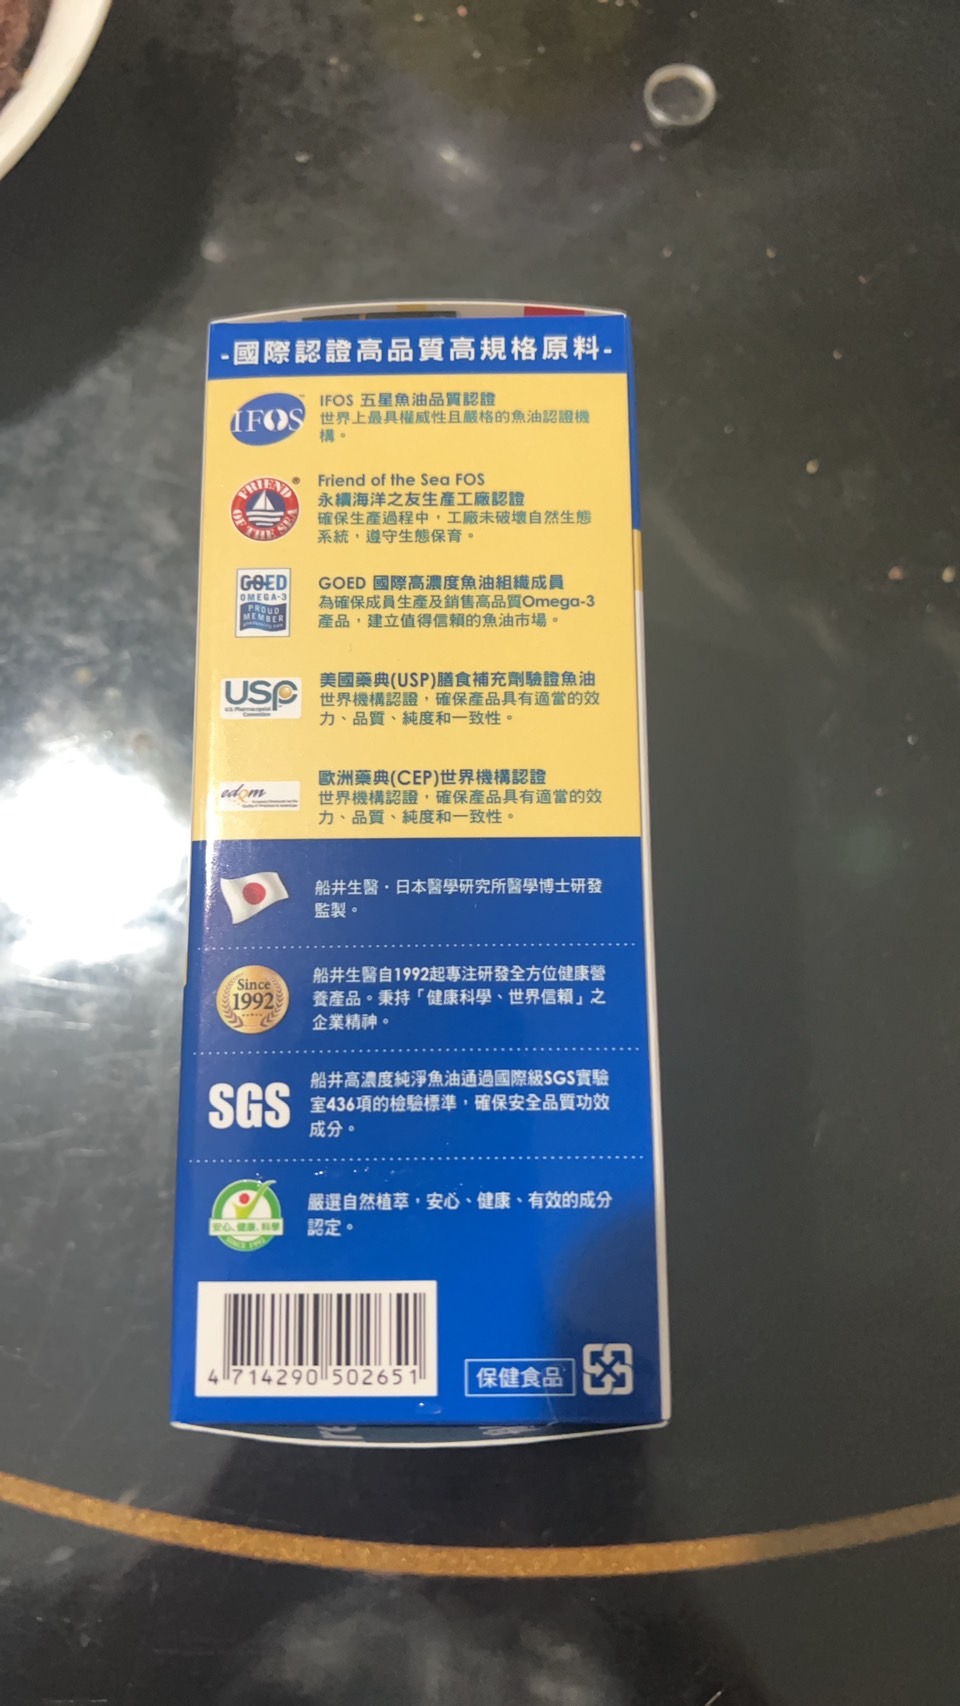 -國際認證高品質高規格原料-
IFOS
IFOS 五星魚油品質認證
世界上最具權威性且嚴格的魚油認證機
構。
FRIEND OF THE SEA
Friend of the Sea FOS
永續海洋之友生產工廠認證
確保生產過程中，工廠未破壞自然生態
系統，遵守生態保育。
GOED
OMEGA-3
PROUD
MEMBER
GOED 國際高濃度魚油組織成員
為確保成員生產及銷售高品質Omega-3
產品，建立值得信賴的魚油市場。
USP
U.S. Pharmacopeial
Convention
美國藥典(USP)膳食補充劑驗證魚油
世界機構認證，確保產品具有適當的效
力、品質、純度和一致性。
edqm
歐洲藥典(CEP)世界機構認證
世界機構認證，確保產品具有適當的效
力、品質、純度和一致性。
船井生醫・日本醫學研究所醫學博士研發
監製。
Since
1992
船井生醫自1992起專注研發全方位健康營
養產品。秉持「健康科學、世界信賴」之
企業精神。
SGS
船井高濃度純淨魚油通過國際級SGS實驗
室436項的檢驗標準，確保安全品質功效
成分。
安心、健康、科學
SINCE 1992
嚴選自然植萃，安心、健康、有效的成分
認定。
4 714290 502651
保健食品